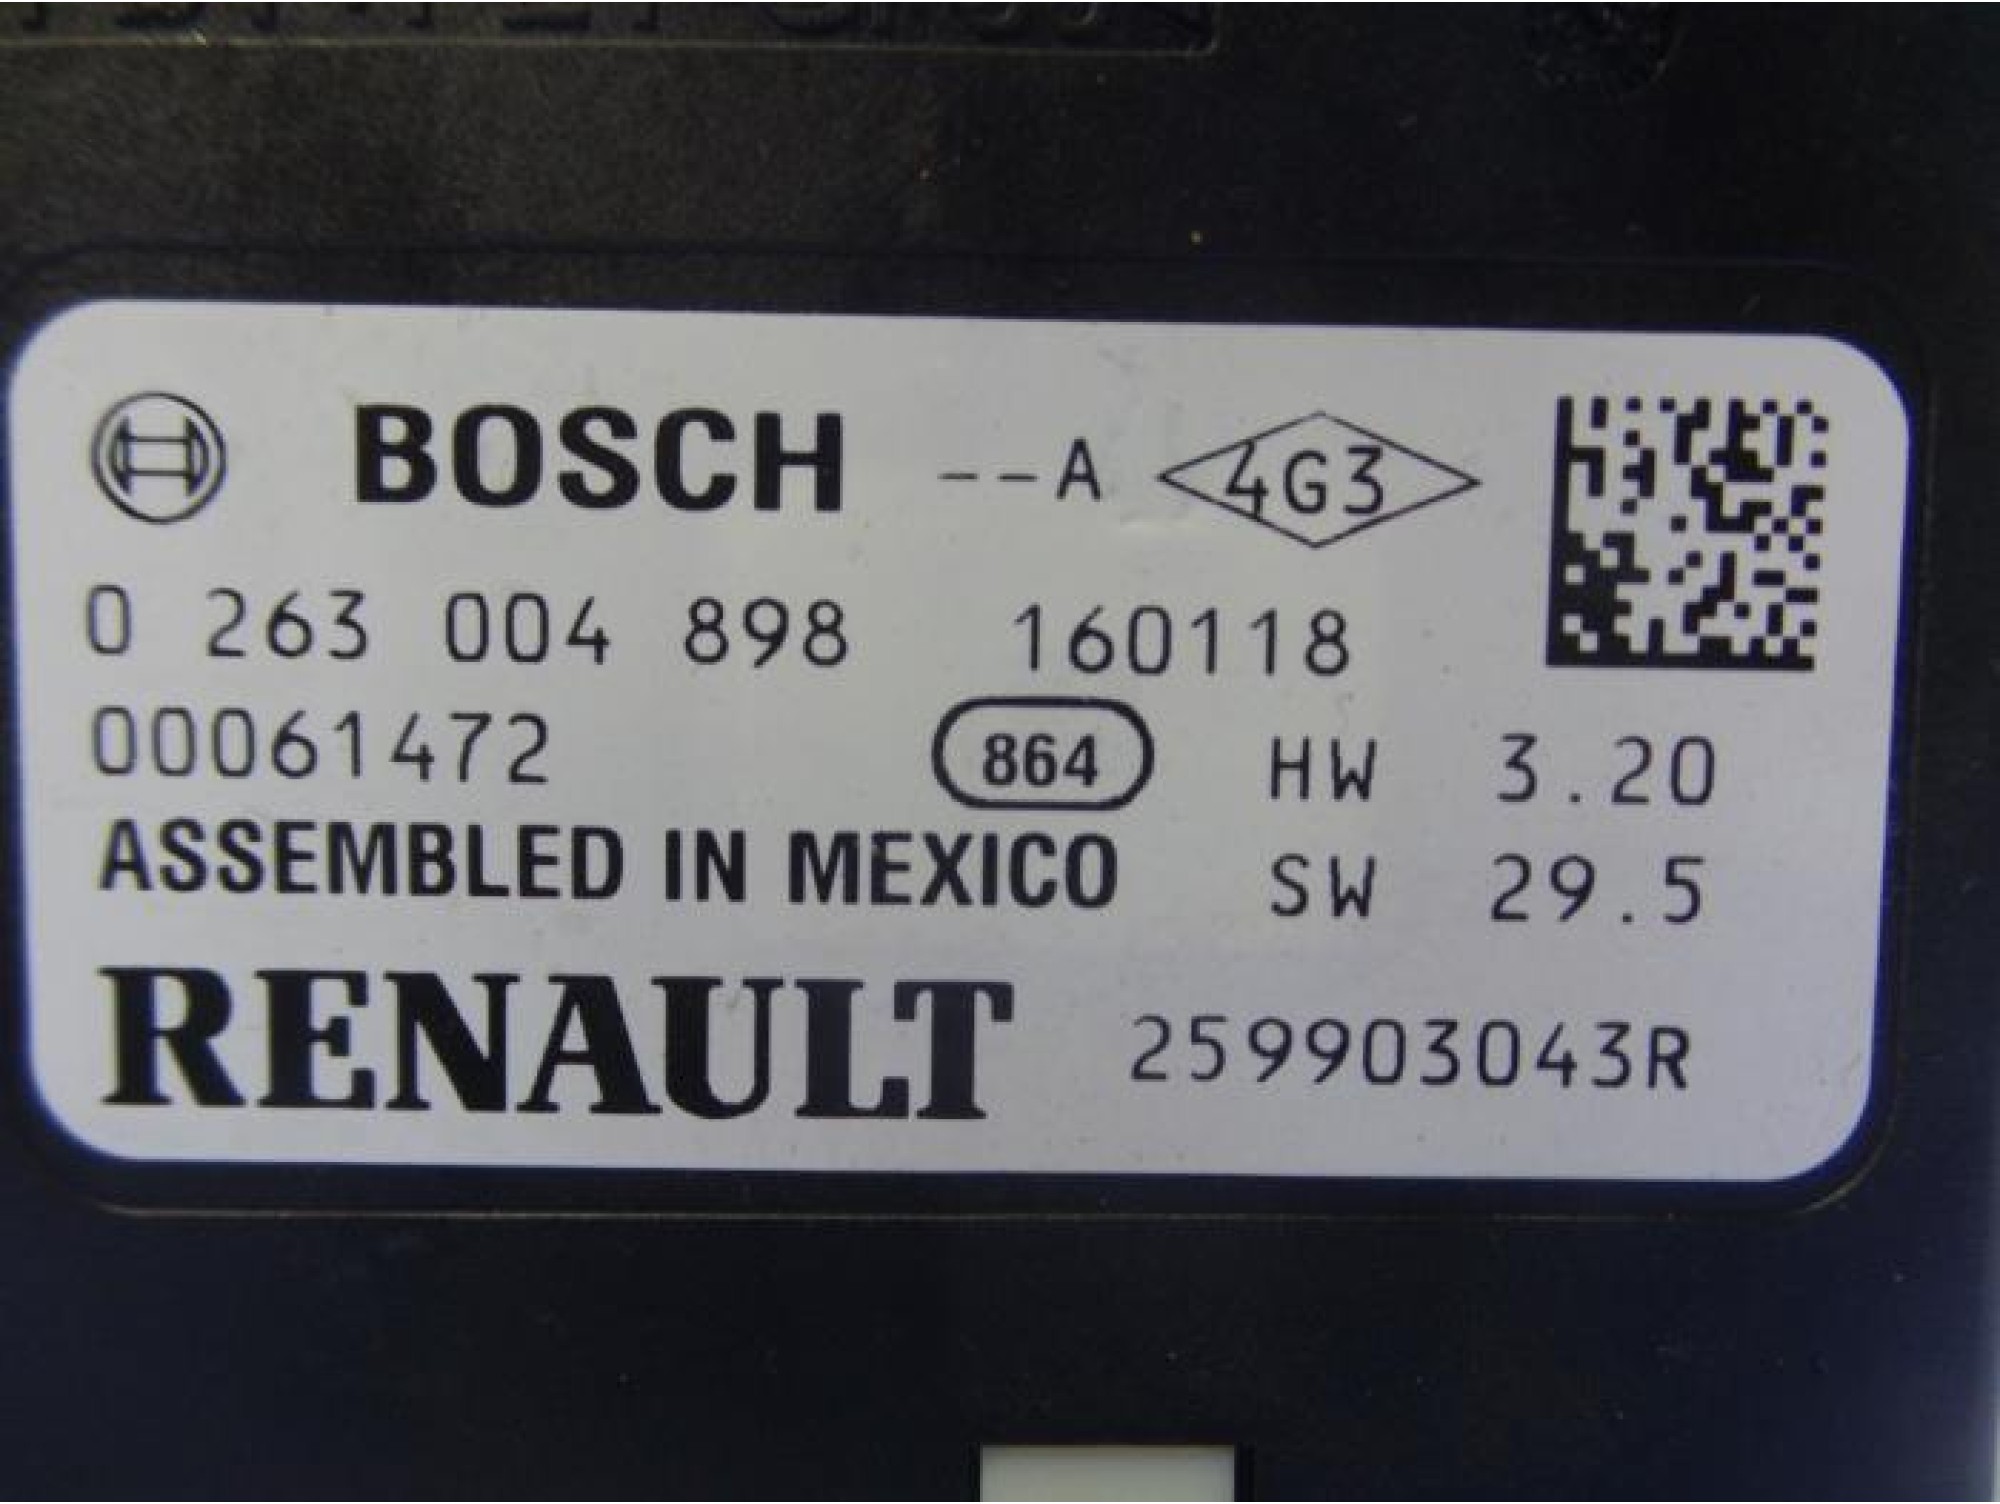 BOSCH --A 4G3
0 263 004 898 160118
00061472 864 HW 3.20
ASSEMBLED IN MEXICO SW 29.5
RENAULT 259903043R